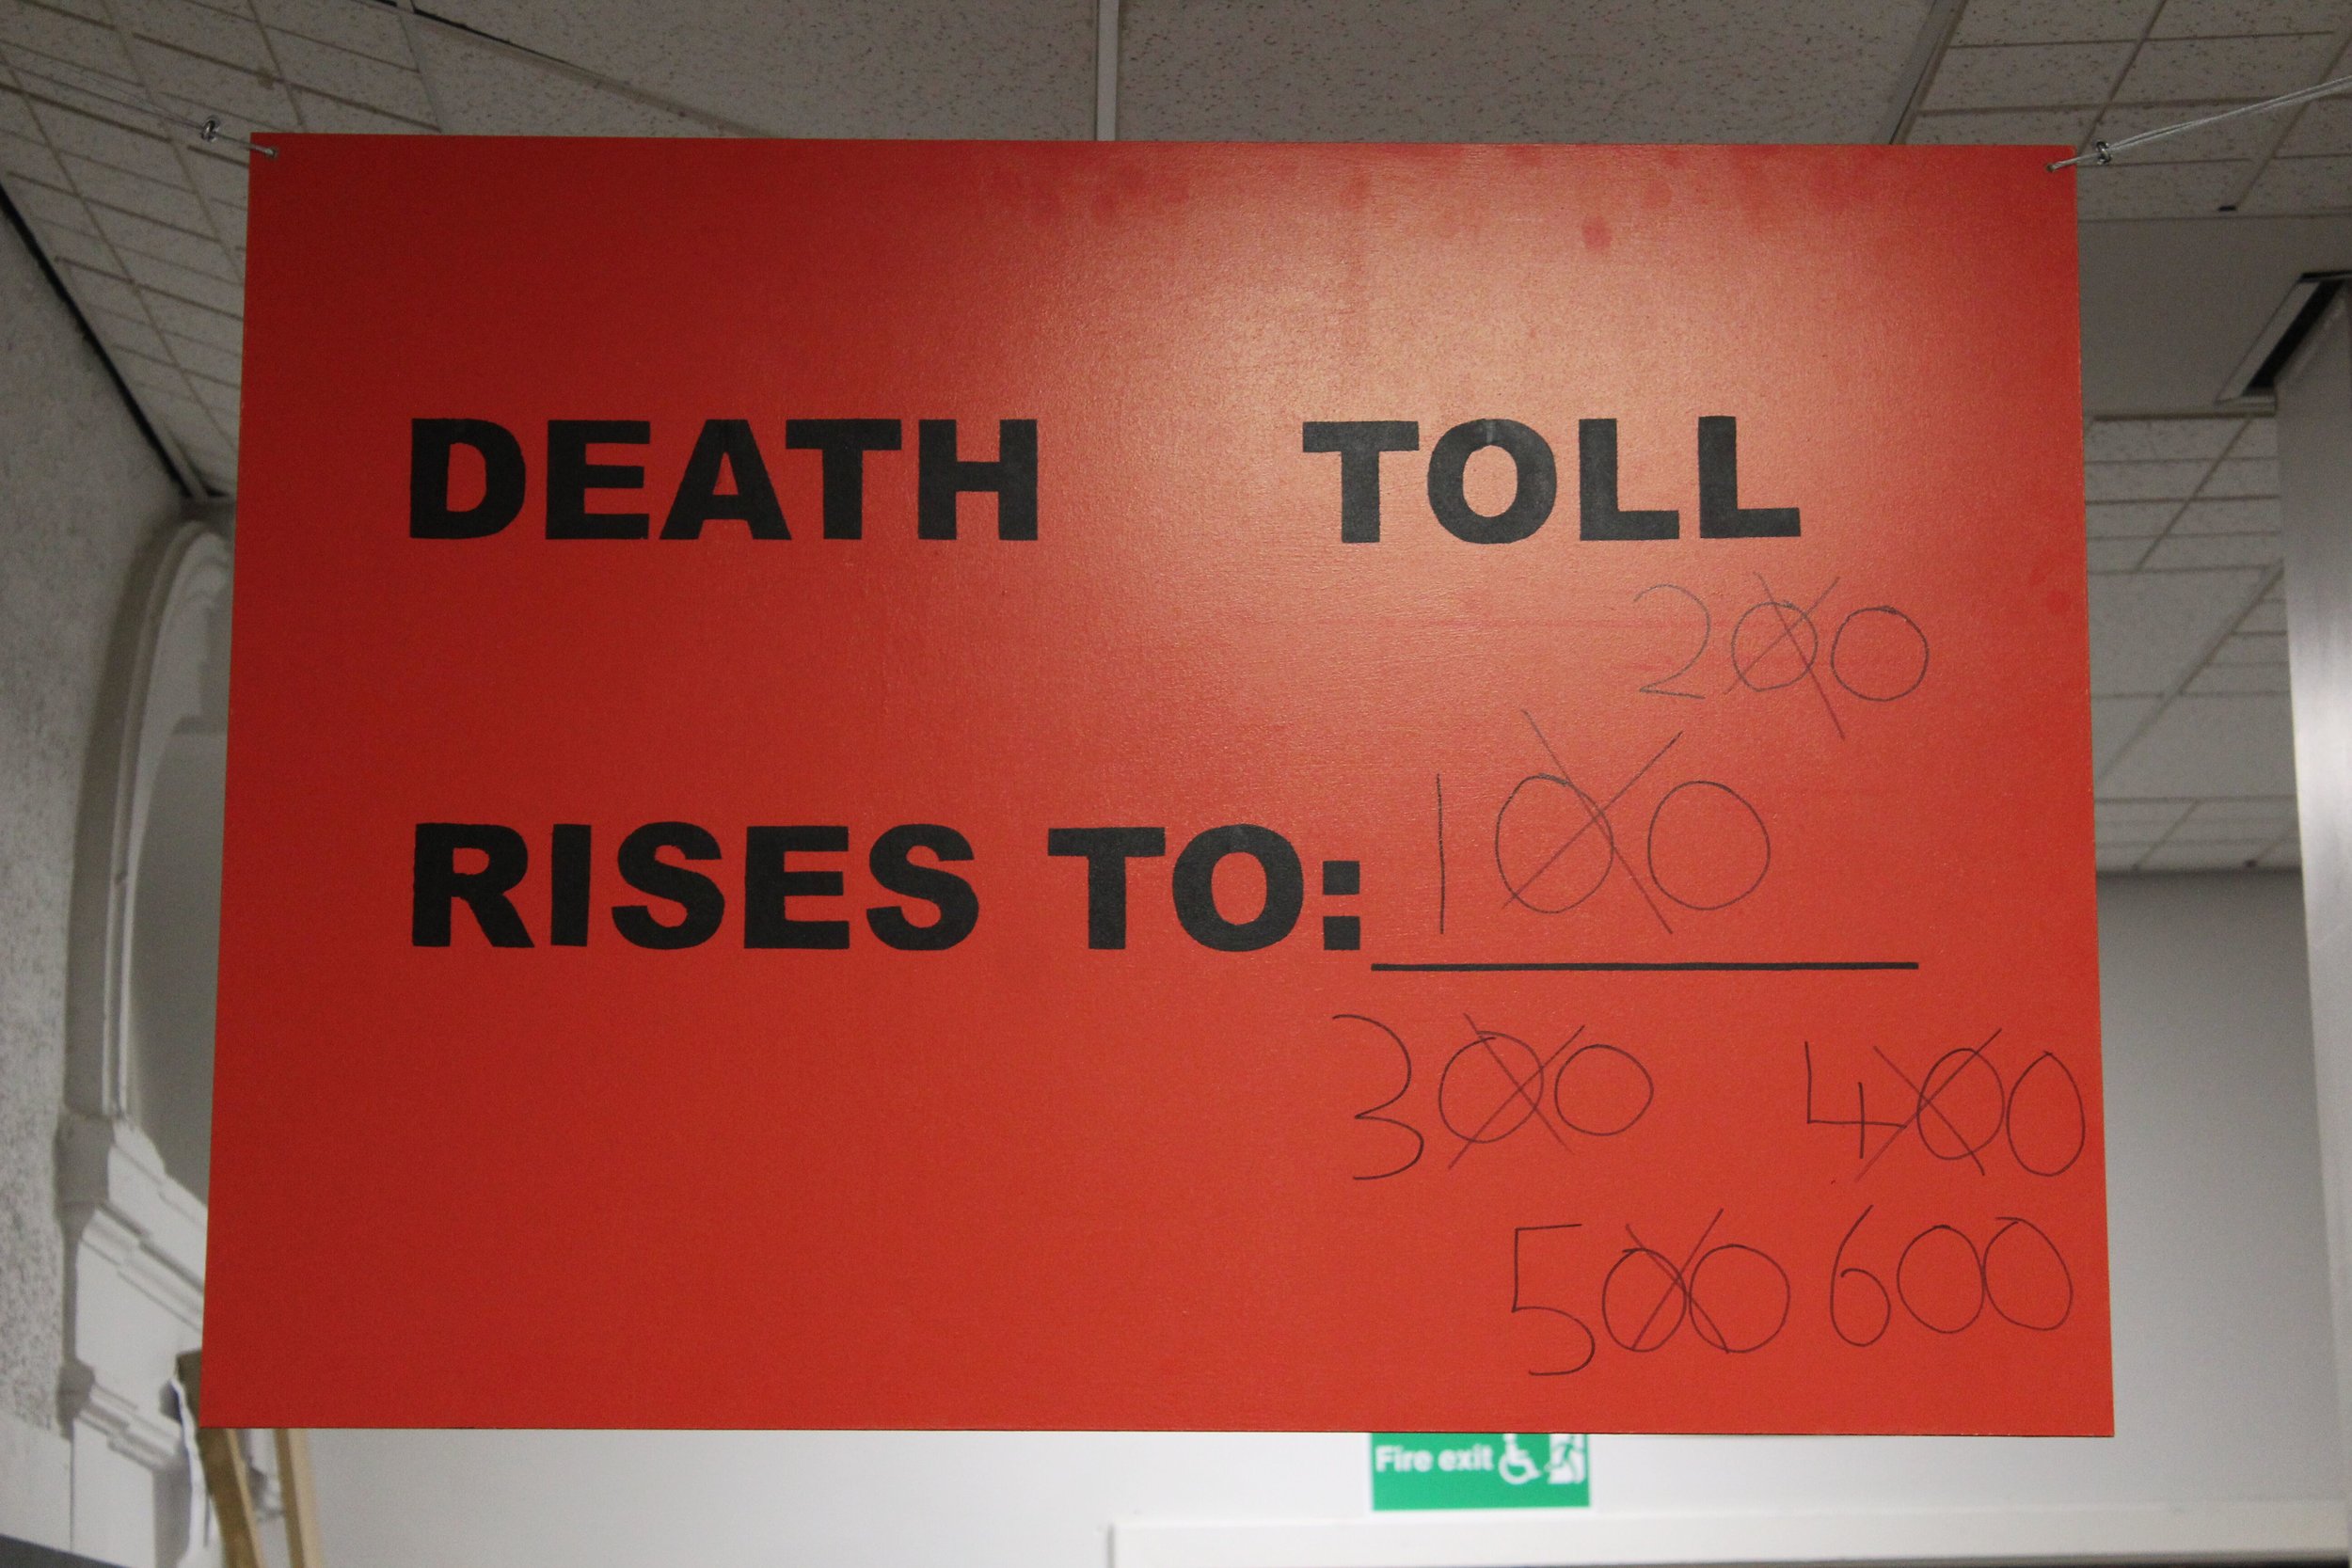 DEATH TOLL
200
RISES TO: 100
300 400
500 600
Fire exit